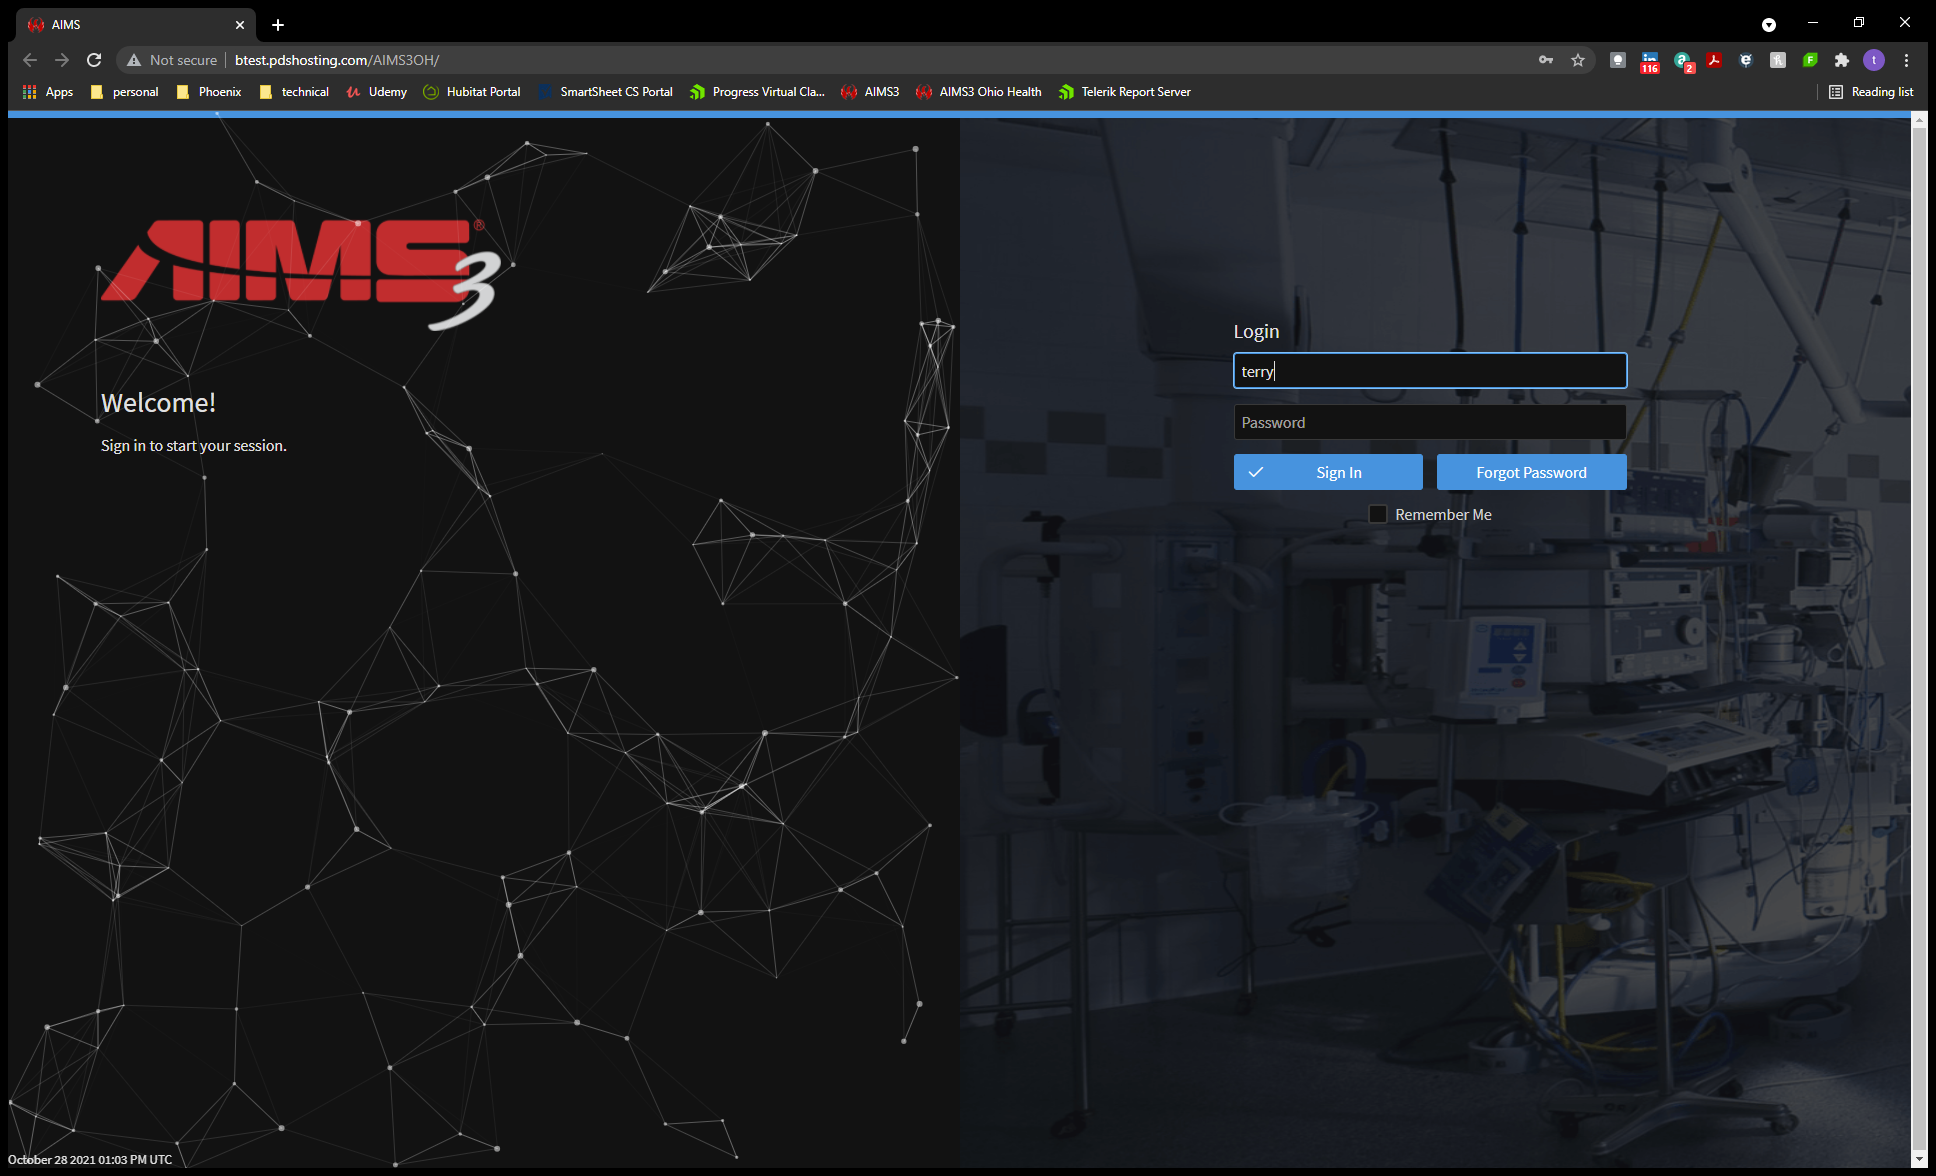 AIMS
Not secure
btest.pdshosting.com/AIMS3OH/
116
2
t
Apps
personal
Phoenix
technical
Udemy
Hubitat Portal
SmartSheet CS Portal
Progress Virtual Cla...
AIMS3
AIMS3 Ohio Health
Telerik Report Server
Reading list
AIMS 3®
Welcome!
Sign in to start your session.
Login
terry
Password
Sign In
Forgot Password
Remember Me
October 28 2021 01:03 PM UTC